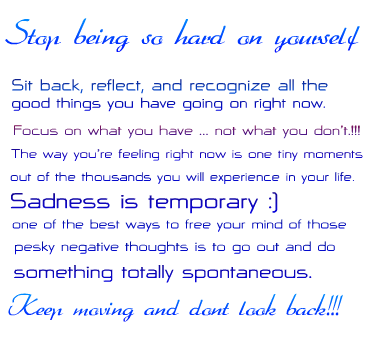 Stop being so hard on yourself
Sit back, reflect, and recognize all the
good things you have going on right now.
Focus on what you have ... not what you don't.!!!
The way you're feeling right now is one tiny moments
out of the thousands you will experience in your life.
Sadness is temporary :)
one of the best ways to free your mind of those
pesky negative thoughts is to go out and do
something totally spontaneous.
Keep moving and dont look back!!!